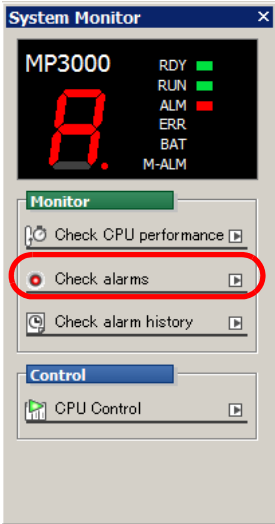 System Monitor
MP3000
RDY
RUN
ALM
ERR
BAT
M-ALM
A.
Monitor
Check CPU performance
Check alarms
Check alarm history
Control
CPU Control